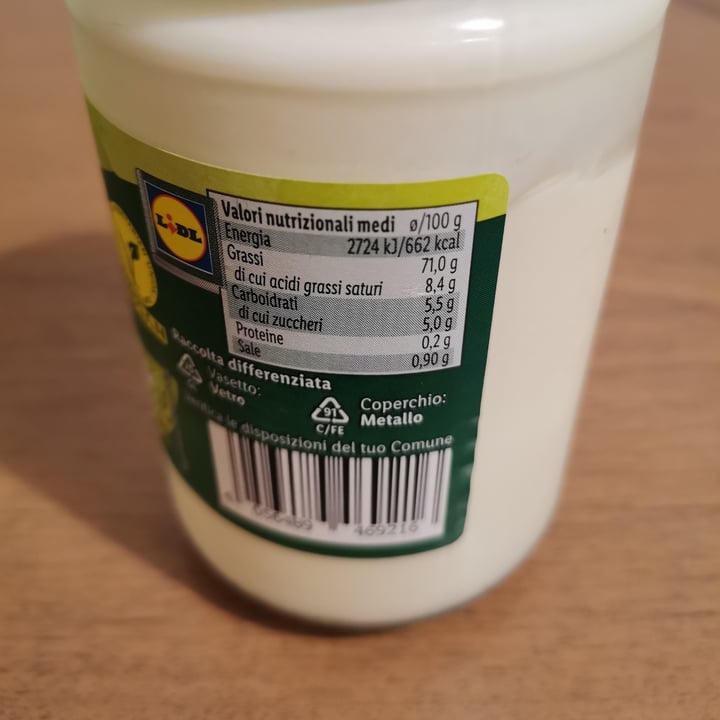 LIDL
Valori nutrizionali medi ø/100 g
Energia 2724 kJ/662 kcal
Grassi 71,0 g
di cui acidi grassi saturi 8,4 g
Carboidrati 5,5 g
di cui zuccheri 5,0 g
Proteine 0,2 g
Sale 0,90 g
Raccolta differenziata
Vasetto:
Vetro
91
C/FE
Coperchio:
Metallo
le disposizioni del tuo Comune